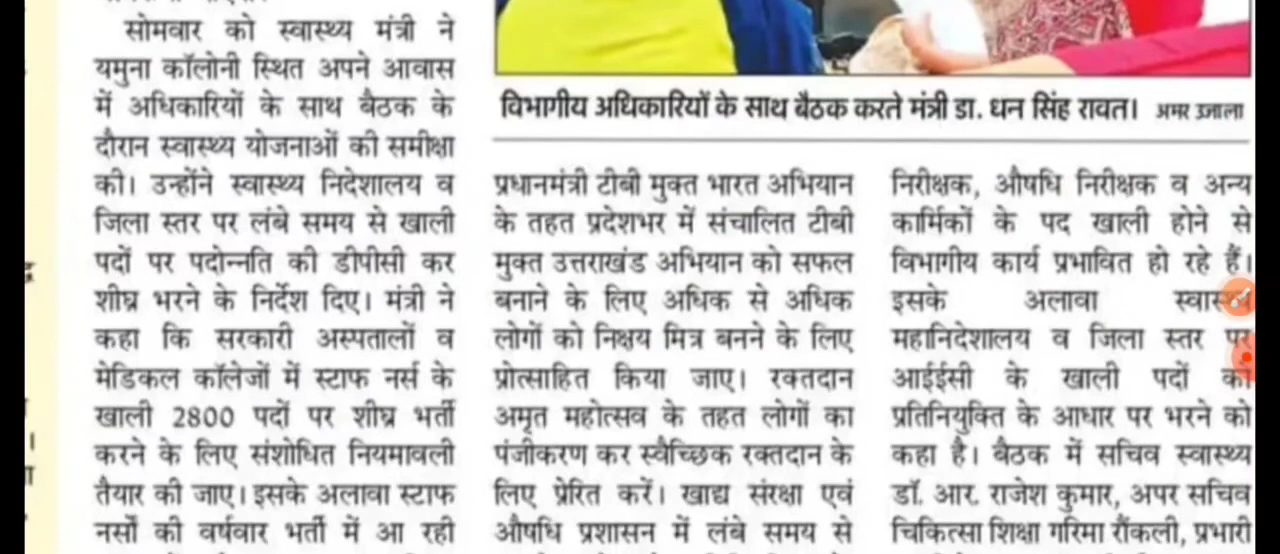 सोमवार को स्वास्थ्य मंत्री ने
यमुना कॉलोनी स्थित अपने आवास
में अधिकारियों के साथ बैठक के
दौरान स्वास्थ्य योजनाओं की समीक्षा
की। उन्होंने स्वास्थ्य निदेशालय व
जिला स्तर पर लंबे समय से खाली
पदों पर पदोन्नति की डीपीसी कर
शीघ्र भरने के निर्देश दिए। मंत्री ने
कहा कि सरकारी अस्पतालों व
मेडिकल कॉलेजों में स्टाफ नर्स के
खाली 2800 पदों पर शीघ्र भर्ती
करने के लिए संशोधित नियमावली
तैयार की जाए। इसके अलावा स्टाफ
नर्सों की वर्षवार भर्ती में आ रही
विभागीय अधिकारियों के साथ बैठक करते मंत्री डा. धन सिंह रावत। अमर उजाला
प्रधानमंत्री टीबी मुक्त भारत अभियान
के तहत प्रदेशभर में संचालित टीबी
मुक्त उत्तराखंड अभियान को सफल
बनाने के लिए अधिक से अधिक
लोगों को निक्षय मित्र बनने के लिए
प्रोत्साहित किया जाए। रक्तदान
अमृत महोत्सव के तहत लोगों का
पंजीकरण कर स्वैच्छिक रक्तदान के
लिए प्रेरित करें। खाद्य संरक्षा एवं
औषधि प्रशासन में लंबे समय से
निरीक्षक, औषधि निरीक्षक व अन्य
कार्मिकों के पद खाली होने से
विभागीय कार्य प्रभावित हो रहे हैं।
इसके अलावा स्वास्थ्य
महानिदेशालय व जिला स्तर पर
आईईसी के खाली पदों को
प्रतिनियुक्ति के आधार पर भरने को
कहा है। बैठक में सचिव स्वास्थ्य
डॉ. आर. राजेश कुमार, अपर सचिव
चिकित्सा शिक्षा गरिमा रौंकली, प्रभारी